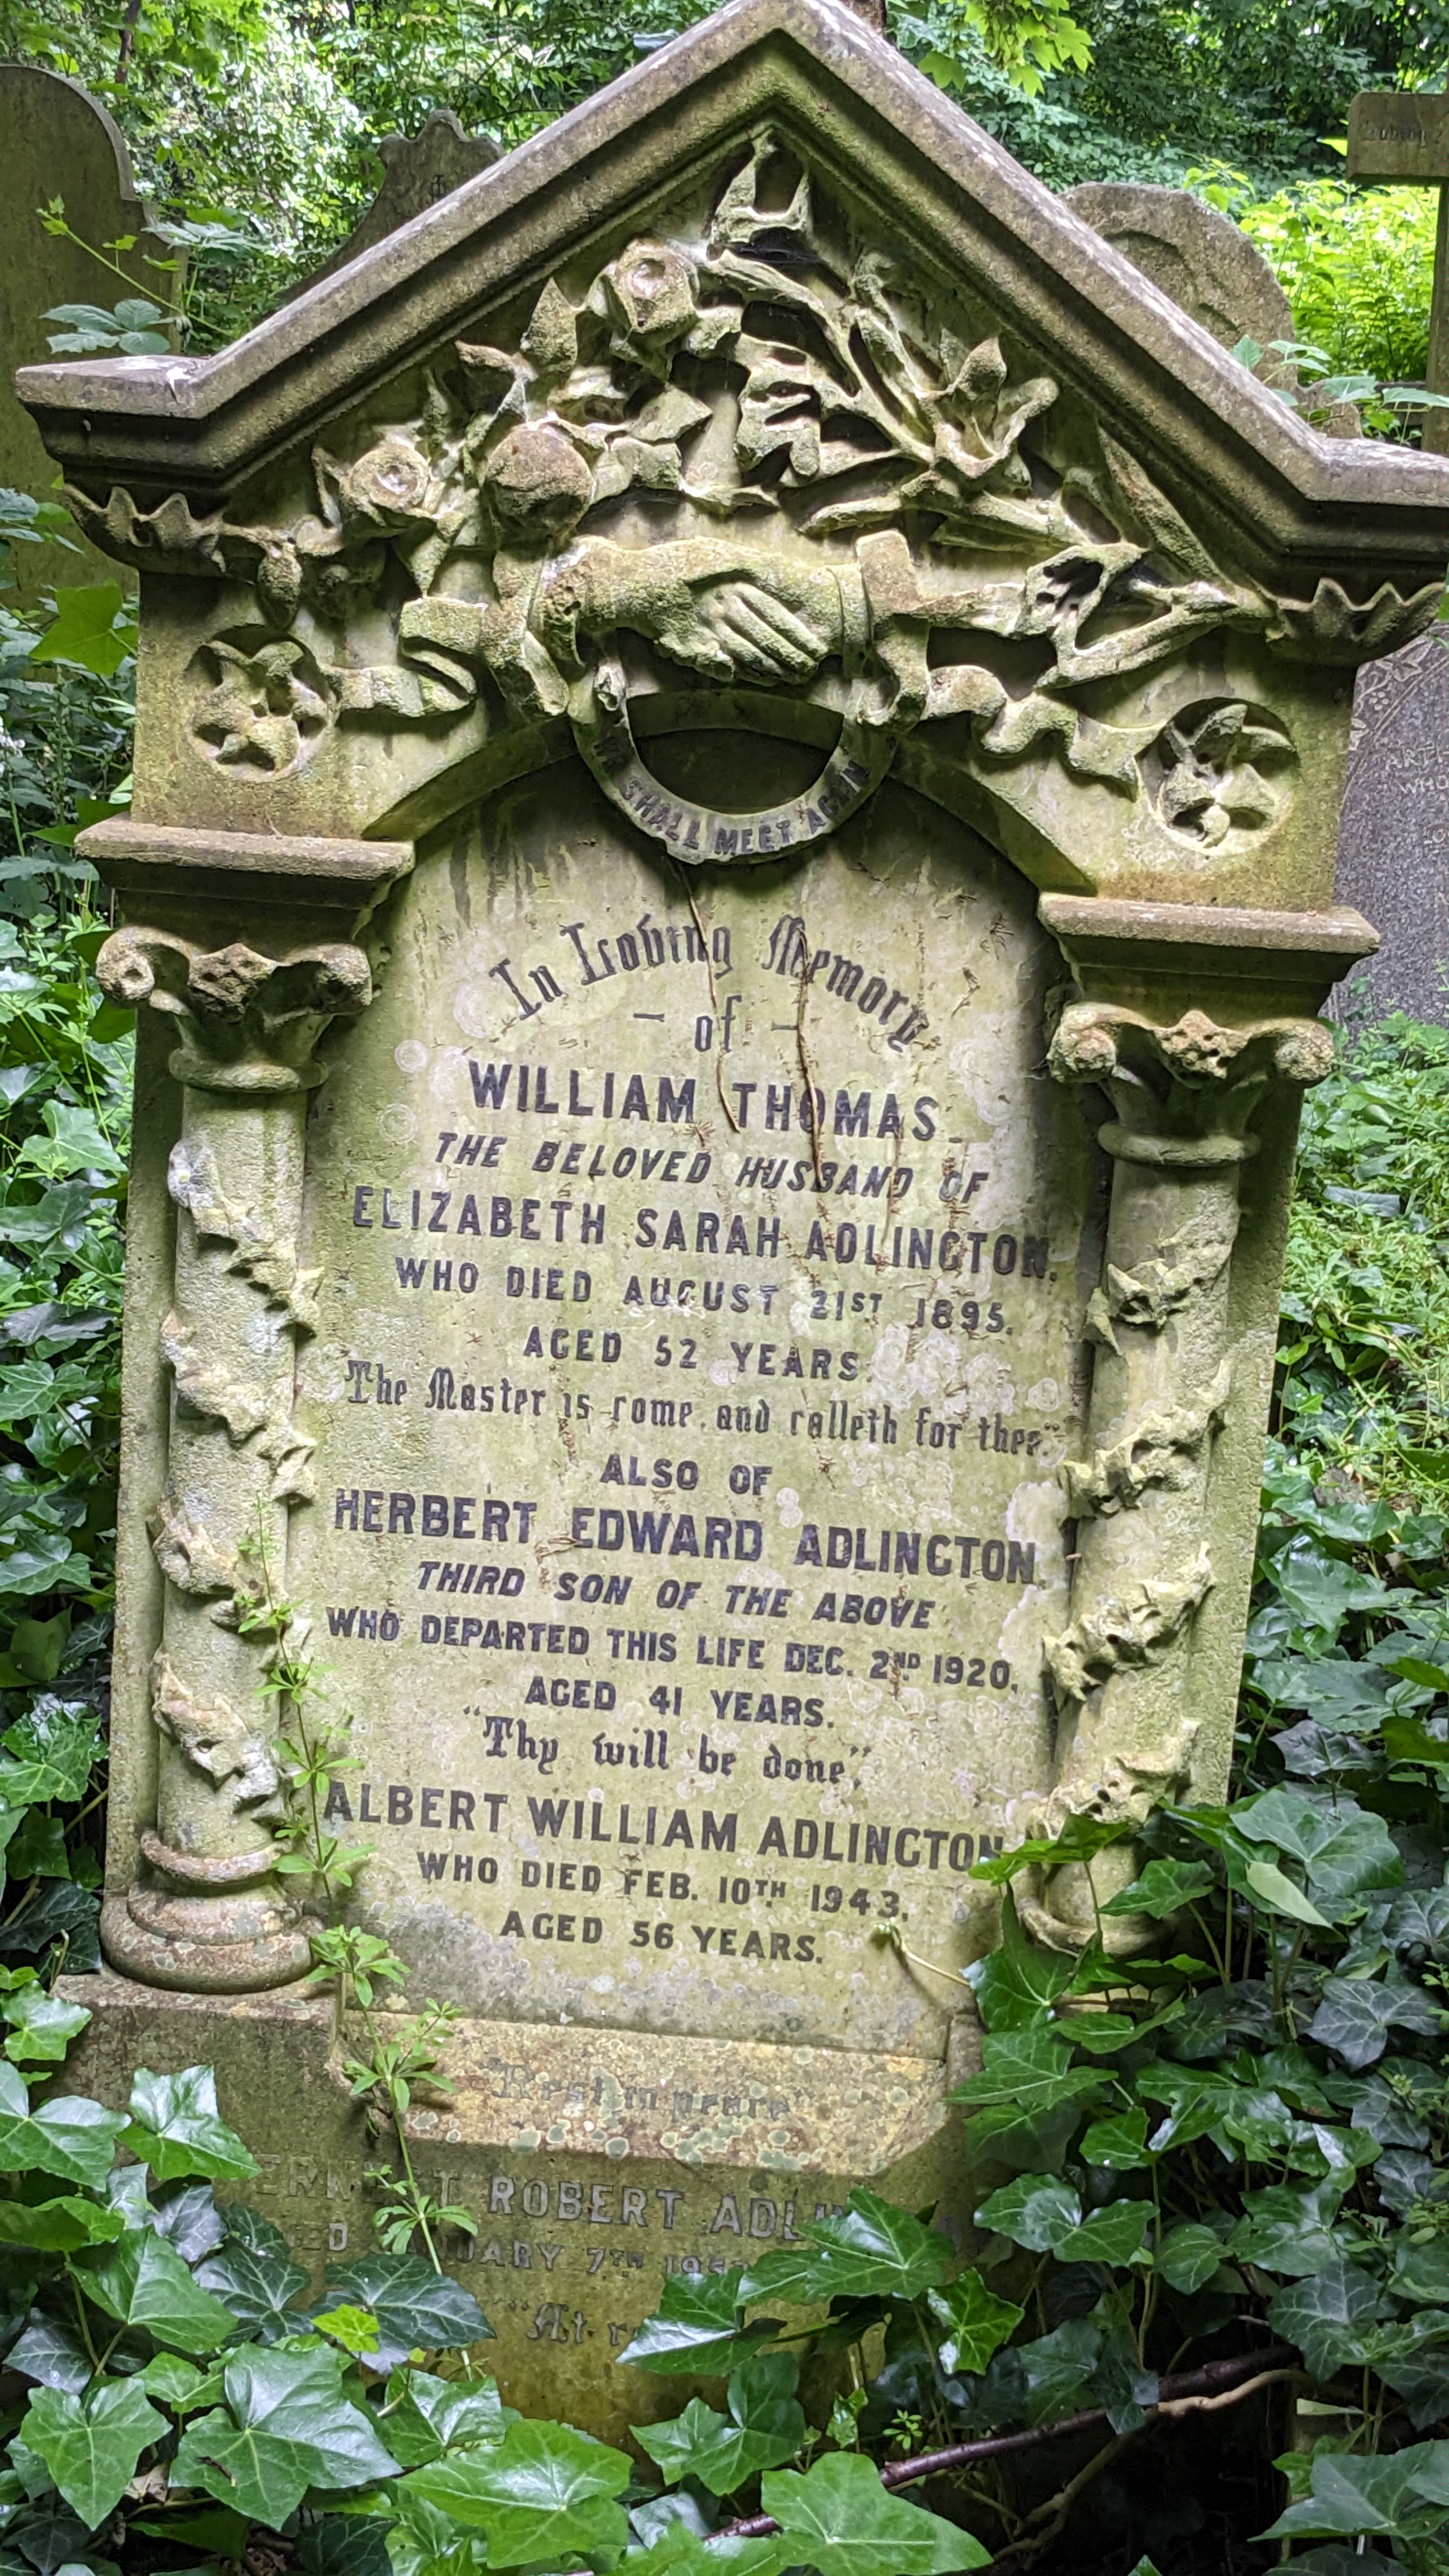 SHALL MEET AGAIN
In Loving Memory
– of –
WILLIAM THOMAS.
THE BELOVED HUSBAND OF
ELIZABETH SARAH ADLINGTON.
WHO DIED AUGUST 21ST 1895.
AGED 52 YEARS.
The Master is come, and calleth for thee."
ALSO OF
HERBERT EDWARD ADLINGTON.
THIRD SON OF THE ABOVE
WHO DEPARTED THIS LIFE DEC. 2ND 1920.
AGED 41 YEARS.
"Thy will be done".
ALBERT WILLIAM ADLINGTON
WHO DIED FEB. 10TH 1943.
AGED 56 YEARS.
"Rest in peace"
ROBERT
7TH
"At